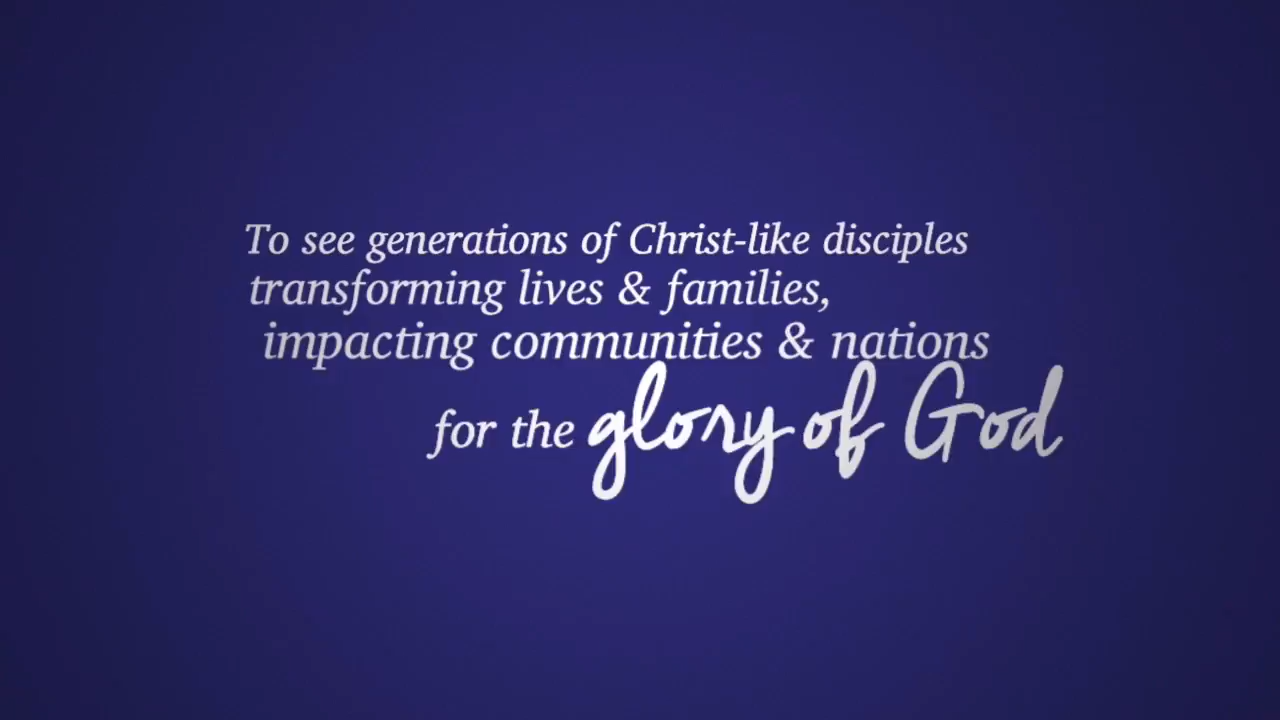 To see generations of Christ-like disciples
transforming lives & families,
impacting communities & nations
for the glory of God